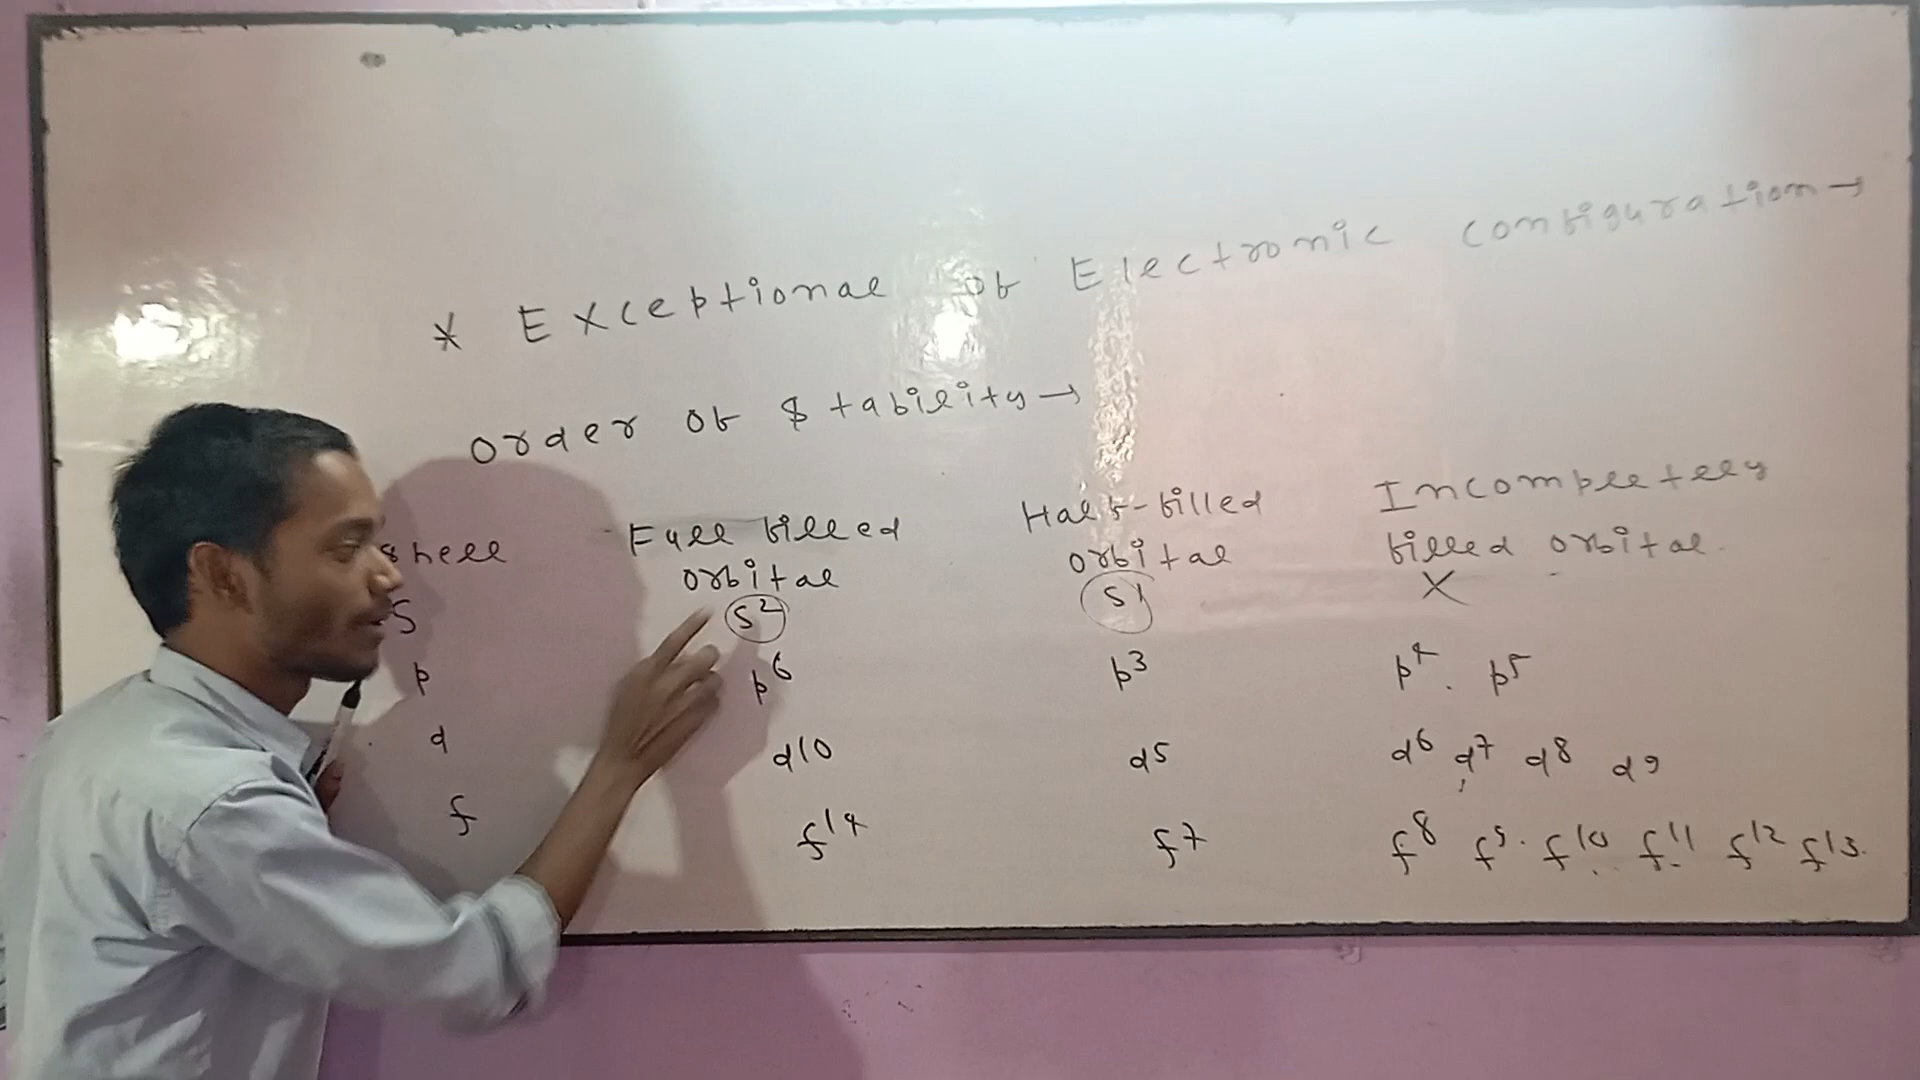 * Exceptional of Electronic configuration →
Order of Stability →
Shell Full filled orbital Half-filled orbital Incompletely filled orbital.
S S² S¹ X
p p⁶ p³ p⁴. p⁵
d d10 d5 d⁶ d⁷ d8 d9
f f¹⁴ f⁷ f⁸ f⁹. f¹⁰ f¹¹ f¹² f¹³.